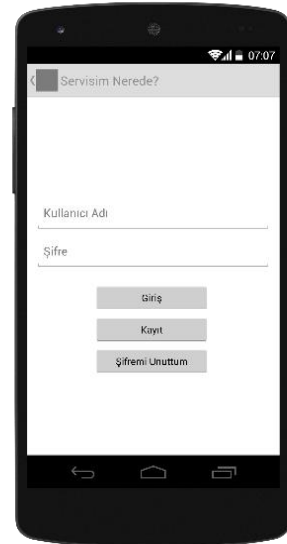 07:07
Servisim Nerede?
Kullanıcı Adı
Şifre
Giriş
Kayıt
Şifremi Unuttum